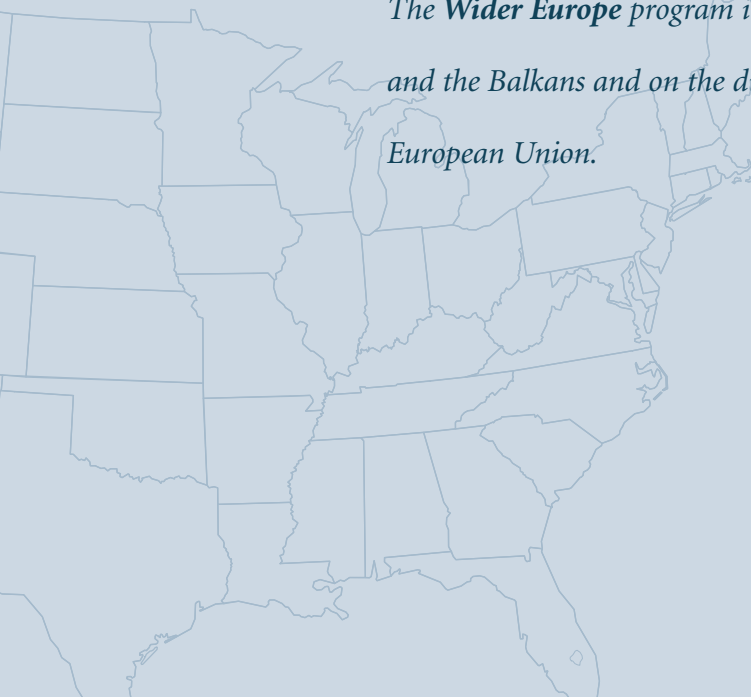 The Wider Europe program
and the Balkans and on the
European Union.